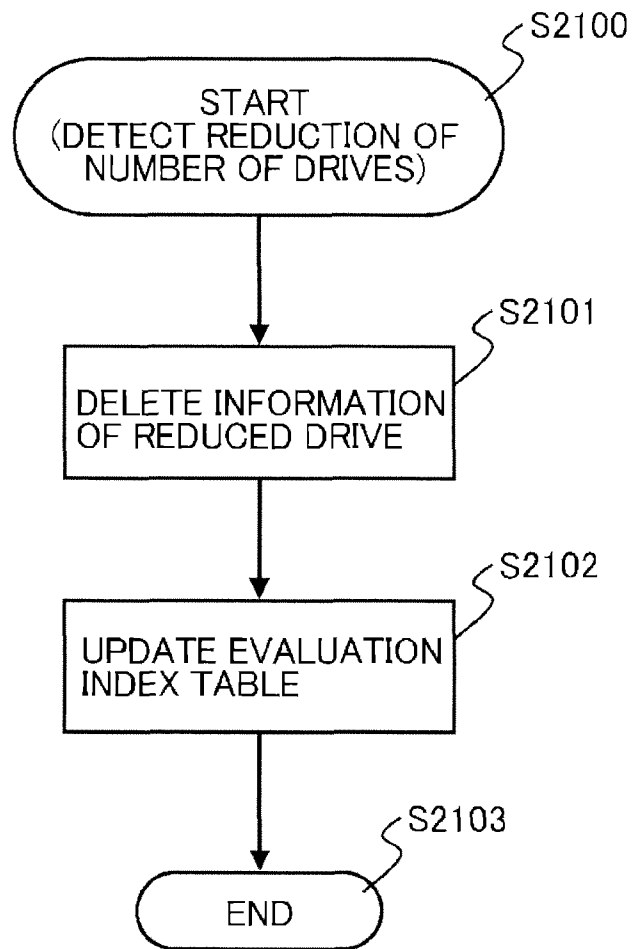 S2100
START
(DETECT REDUCTION OF
NUMBER OF DRIVES)
S2101
DELETE INFORMATION
OF REDUCED DRIVE
S2102
UPDATE EVALUATION
INDEX TABLE
S2103
END